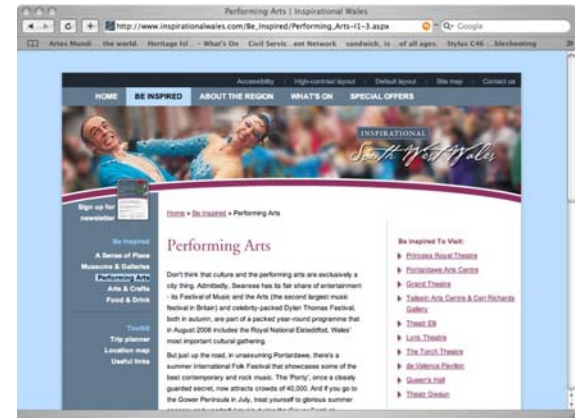 Performing Arts | Inspirational Wales
http://www.inspirationalwales.com/Be_Inspired/Performing_Arts-I1-3.aspx
Google
Artes Mundi ... the world. Heritage Isl... – What's On Civil Servic...ent Network sandwich, is ...of all ages. Stylus C46 :...bleshooting
Accessibility High-contrast layout Default layout Site map Contact us
HOME BE INSPIRED ABOUT THE REGION WHAT'S ON SPECIAL OFFERS
INSPIRATIONAL
South West Wales
Sign up for
newsletter
Home » Be Inspired » Performing Arts
Be Inspired
A Sense of Place
Museums & Galleries
Performing Arts
Arts & Crafts
Food & Drink
Toolkit
Trip planner
Location map
Useful links
Performing Arts
Don't think that culture and the performing arts are exclusively a
city thing. Admittedly, Swansea has its fair share of entertainment
- its Festival of Music and the Arts (the second largest music
festival in Britain) and celebrity-packed Dylan Thomas Festival,
both in autumn, are part of a packed year-round programme that
in August 2006 includes the Royal National Eisteddfod, Wales'
most important cultural gathering.
But just up the road, in unassuming Pontardawe, there's a
summer International Folk Festival that showcases some of the
best contemporary and rock music. The 'Ponty', once a closely
guarded secret, now attracts crowds of 40,000. And if you go to
the Gower Peninsula in July, treat yourself to glorious summer
Be Inspired To Visit:
Princess Royal Theatre
Pontardawe Arts Centre
Grand Theatre
Taliesin Arts Centre & Ceri Richards
Gallery
Theatr Elli
Lyric Theatre
The Torch Theatre
de Valence Pavilion
Queen's Hall
Theatr Gwaun